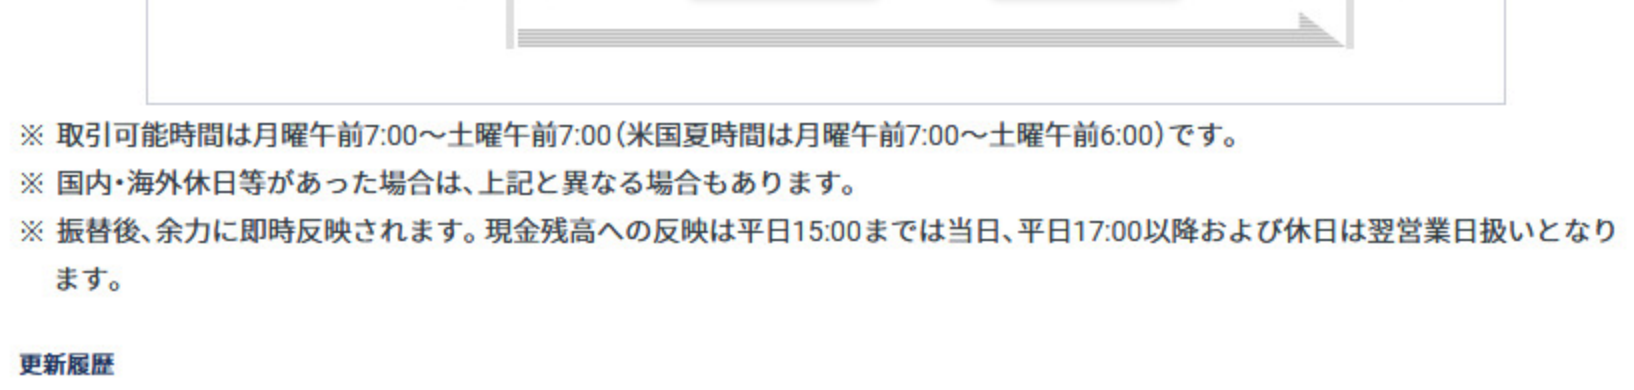 ※ 取引可能時間は月曜午前7:00～土曜午前7:00（米国夏時間は月曜午前7:00～土曜午前6:00）です。
※ 国内・海外休日等があった場合は、上記と異なる場合もあります。
※ 振替後、余力に即時反映されます。現金残高への反映は平日15:00までは当日、平日17:00以降および休日は翌営業日扱いとなり
ます。
更新履歴